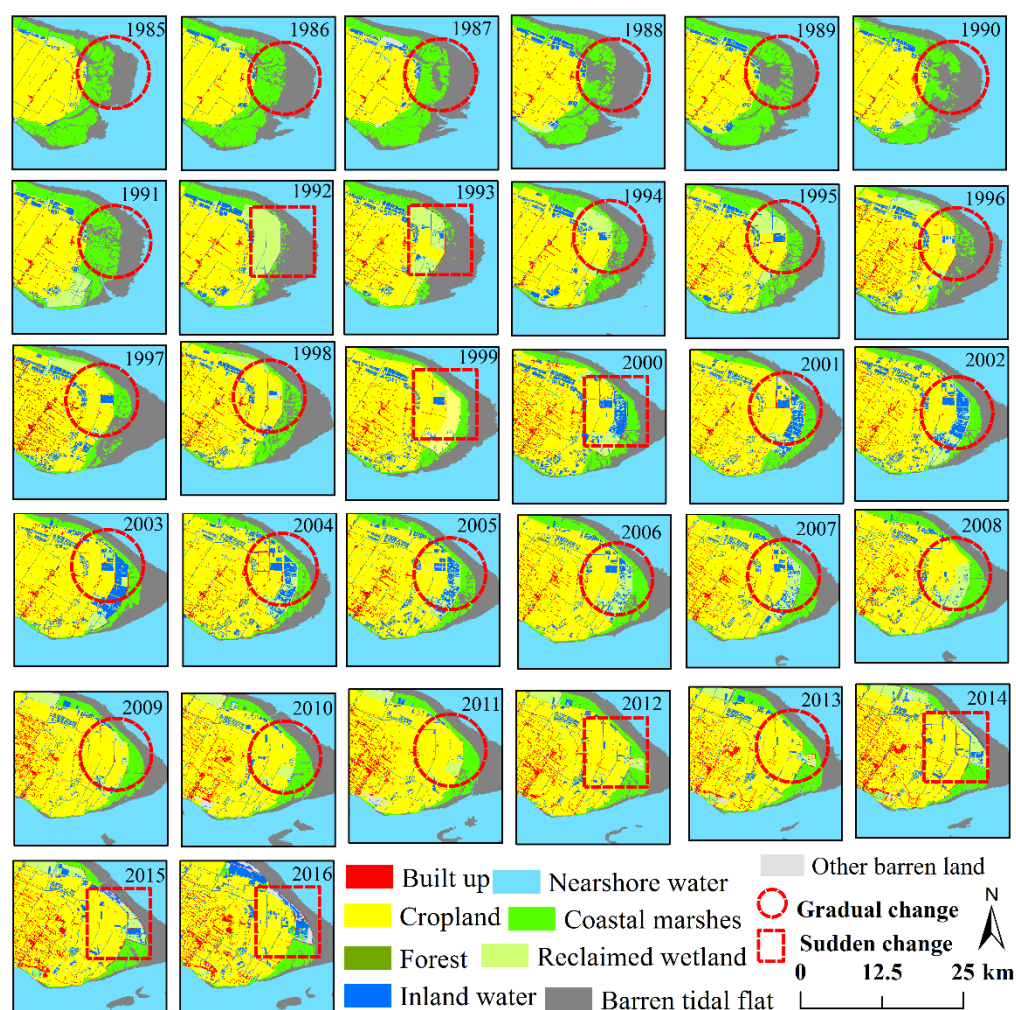 1985 1986 1987 1988 1989 1990
1991 1992 1993 1994 1995 1996
1997 1998 1999 2000 2001 2002
2003 2004 2005 2006 2007 2008
2009 2010 2011 2012 2013 2014
2015 2016
Built up
Nearshore water
Other barren land
Cropland
Coastal marshes
Gradual change
N
Forest
Reclaimed wetland
Sudden change
Inland water
Barren tidal flat
0 12.5 25 km